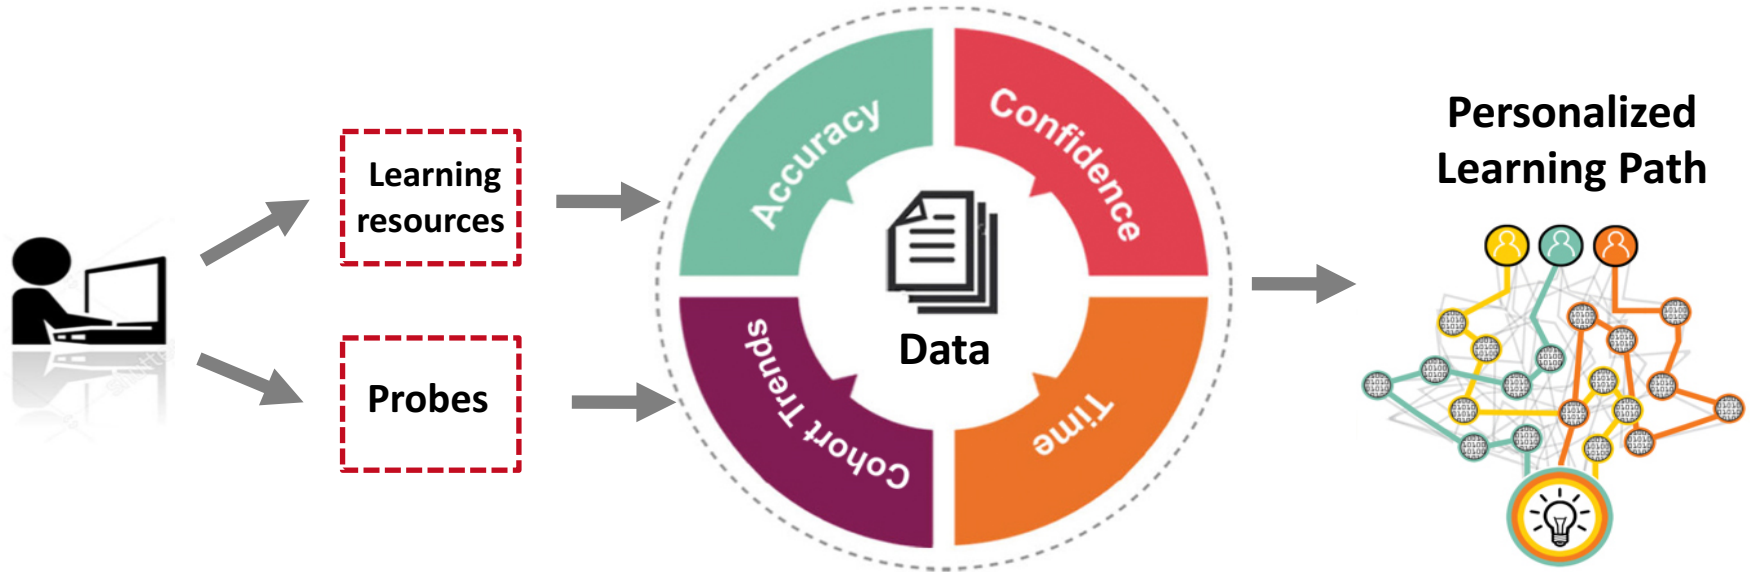 Learning
resources
Probes
Accuracy
Confidence
Cohort Trends
Time
Data
Personalized
Learning Path